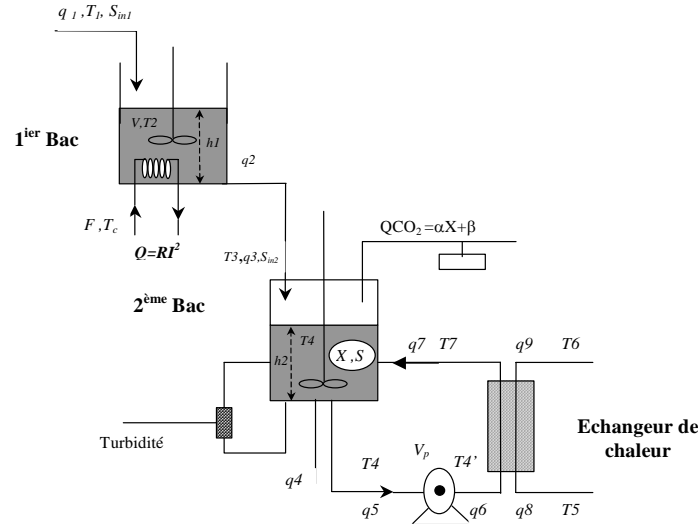 q 1 ,T1, Sin1
V,T2
1ier Bac
h1
q2
F ,Tc
Q=RI2
QCO2 =αX+β
T3,q3,Sin2
2ème Bac
T4
h2
X ,S
q7 T7
q9 T6
Turbidité
Echangeur de
chaleur
q4
T4
Vp
T4’
q5
q6
q8 T5